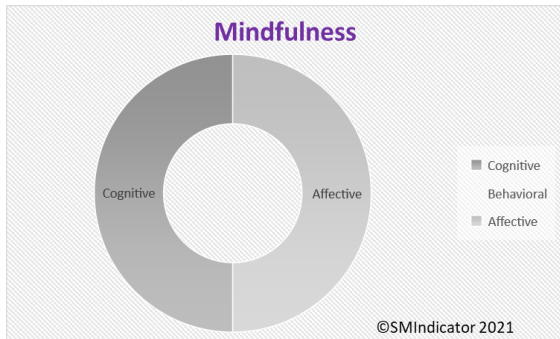 Mindfulness
Cognitive
Affective
Cognitive
Behavioral
Affective
©SMIndicator 2021